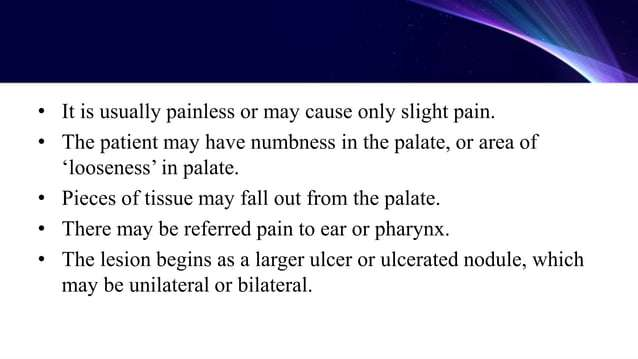 • It is usually painless or may cause only slight pain.
• The patient may have numbness in the palate, or area of
‘looseness’ in palate.
• Pieces of tissue may fall out from the palate.
• There may be referred pain to ear or pharynx.
• The lesion begins as a larger ulcer or ulcerated nodule, which
may be unilateral or bilateral.